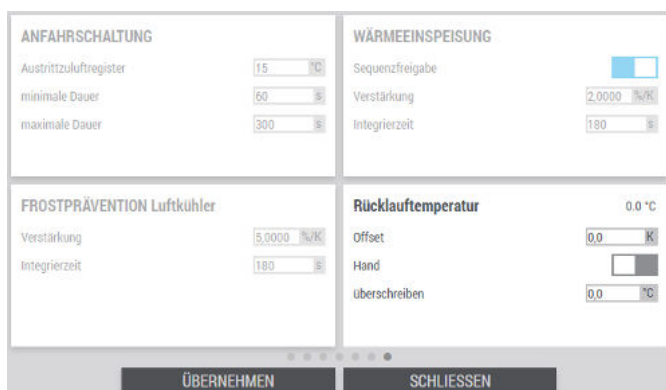 ANFAHRSCHALTUNG
Austrittzuluftregister 15 °C
minimale Dauer 60 s
maximale Dauer 300 s
WÄRMEEINSPEISUNG
Sequenzfreigabe
Verstärkung 2,0000 %/K
Integrierzeit 180 s
FROSTPRÄVENTION Luftkühler
Verstärkung 5,0000 %/K
Integrierzeit 180 s
Rücklauftemperatur 0.0 °C
Offset 0,0 K
Hand
überschreiben 0,0 °C
ÜBERNEHMEN SCHLIESSEN